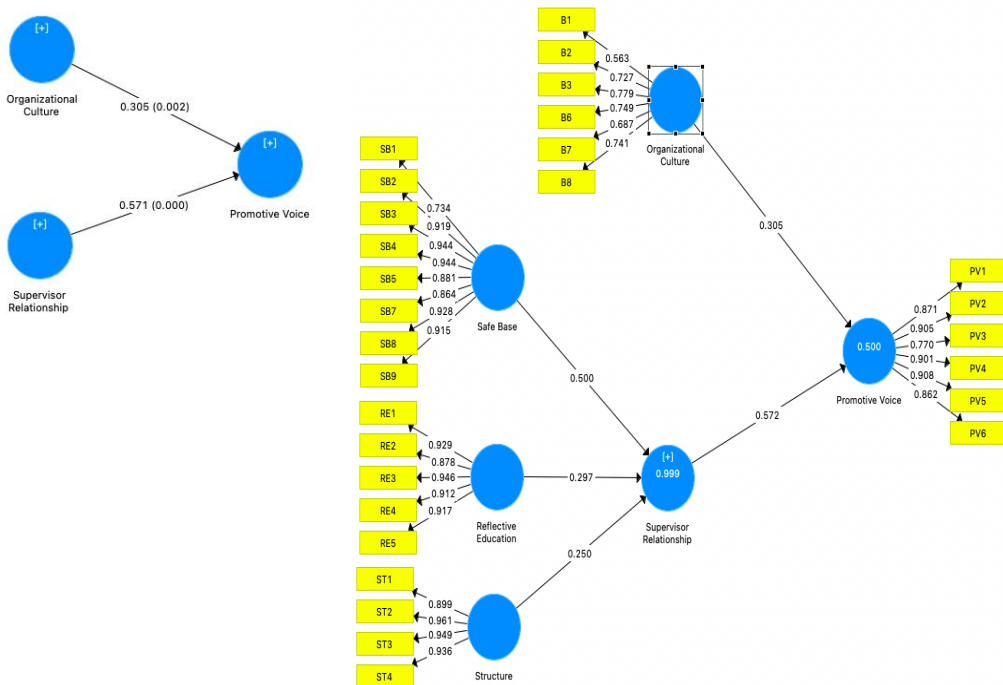 [+]
Organizational
Culture
0.305 (0.002)
[+]
Promotive Voice
0.571 (0.000)
[+]
Supervisor
Relationship
B1
B2
B3
B6
B7
B8
0.563
0.727
0.779
0.749
0.687
0.741
Organizational
Culture
0.305
SB1
SB2
SB3
SB4
SB5
SB7
SB8
SB9
0.734
0.919
0.944
0.944
0.881
0.864
0.928
0.915
Safe Base
0.500
RE1
RE2
RE3
RE4
RE5
0.929
0.878
0.946
0.912
0.917
Reflective
Education
0.297
ST1
ST2
ST3
ST4
0.899
0.961
0.949
0.936
Structure
0.250
[+]
0.999
Supervisor
Relationship
0.572
0.500
Promotive Voice
0.871
0.905
0.770
0.901
0.908
0.862
PV1
PV2
PV3
PV4
PV5
PV6